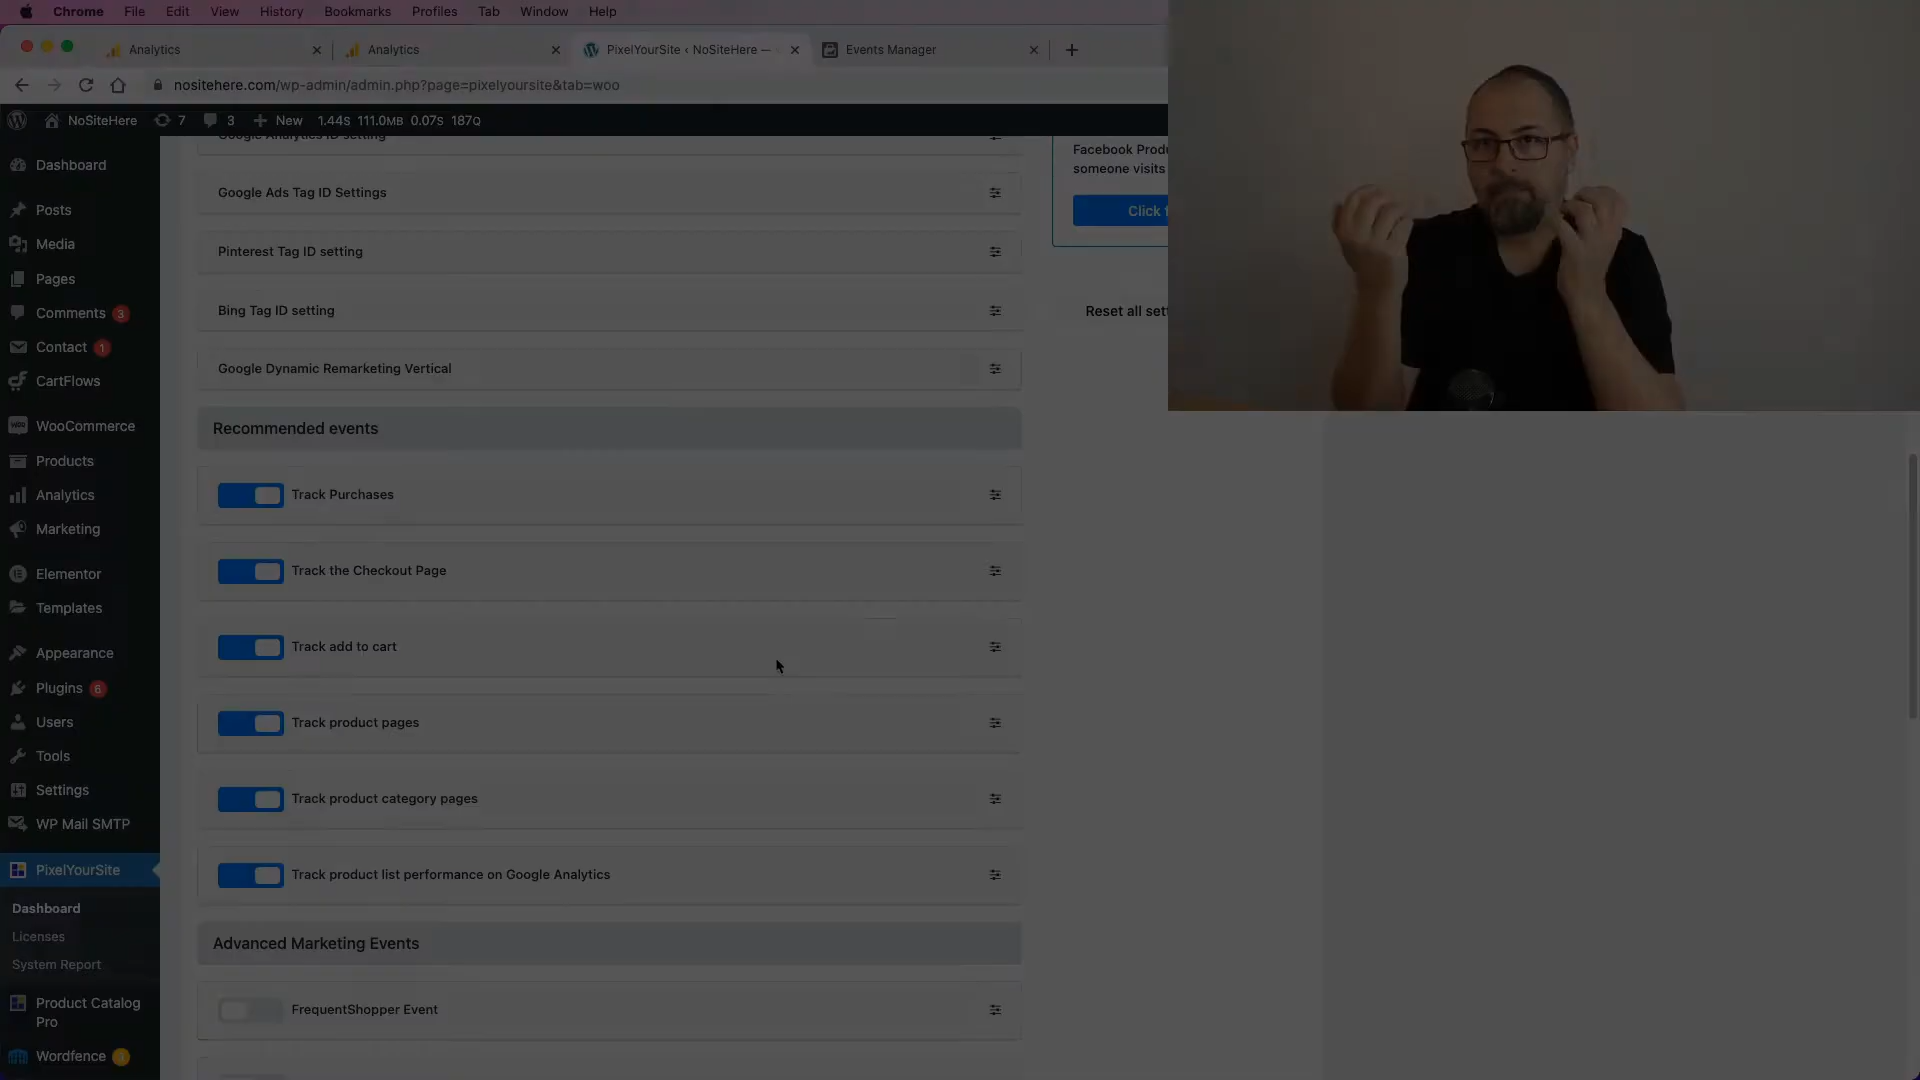 Chrome File Edit View History Bookmarks Profiles Tab Window Help
Analytics Analytics PixelYourSite ‹ NoSiteHere — Events Manager
nositehere.com/wp-admin/admin.php?page=pixelyoursite&tab=woo
NoSiteHere 7 3 New 1.44S 111.0MB 0.07S 187Q
Dashboard
Posts
Media
Pages
Comments 3
Contact 1
CartFlows
WooCommerce
Products
Analytics
Marketing
Elementor
Templates
Appearance
Plugins 6
Users
Tools
Settings
WP Mail SMTP
PixelYourSite
Dashboard
Licenses
System Report
Product Catalog
Pro
Wordfence
Google Analytics ID setting
Google Ads Tag ID Settings
Pinterest Tag ID setting
Bing Tag ID setting
Google Dynamic Remarketing Vertical
Recommended events
Track Purchases
Track the Checkout Page
Track add to cart
Track product pages
Track product category pages
Track product list performance on Google Analytics
Advanced Marketing Events
FrequentShopper Event
Facebook Prod
someone visits
Click
Reset all set